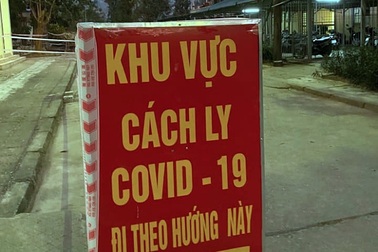 KHU VỰC
CÁCH LY
COVID - 19
ĐI THEO HƯỚNG NÀY